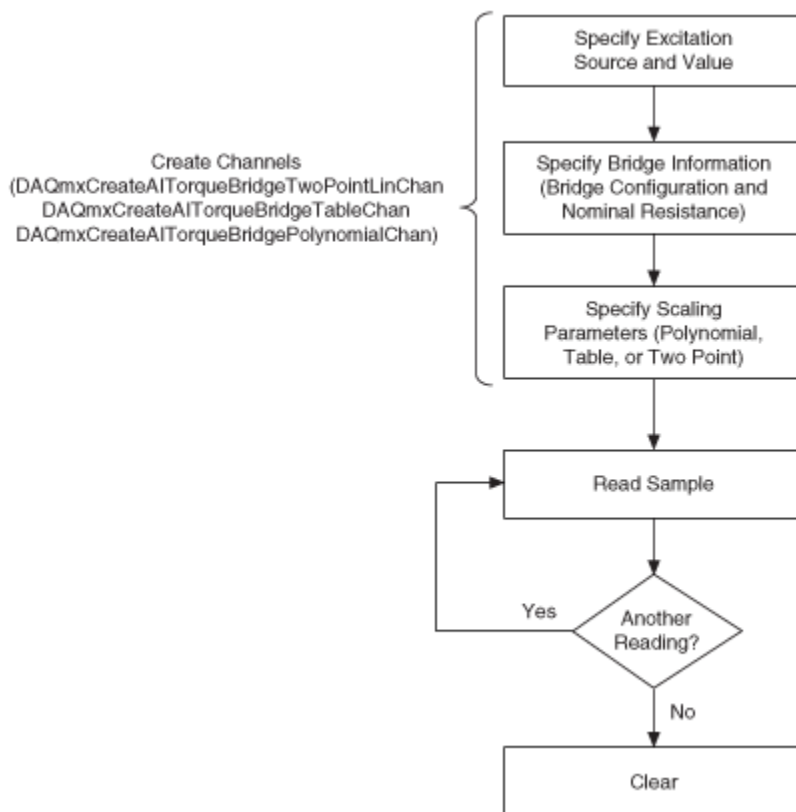 Specify Excitation
Source and Value
Create Channels
(DAQmxCreateAITorqueBridgeTwoPointLinChan
DAQmxCreateAITorqueBridgeTableChan
DAQmxCreateAITorqueBridgePolynomialChan)
Specify Bridge Information
(Bridge Configuration and
Nominal Resistance)
Specify Scaling
Parameters (Polynomial,
Table, or Two Point)
Read Sample
Yes
Another
Reading?
No
Clear